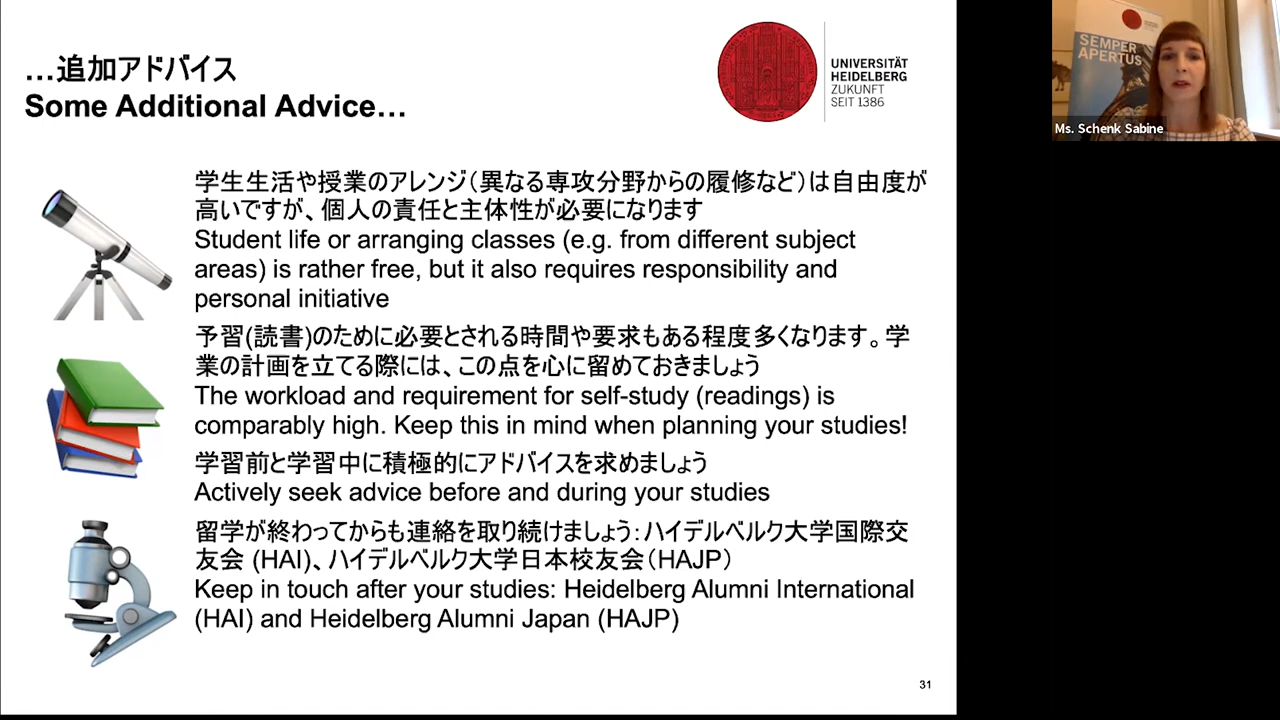 …追加アドバイス
Some Additional Advice…
UNIVERSITÄT
HEIDELBERG
ZUKUNFT
SEIT 1386
SEMPER
APERTUS
Ms. Schenk Sabine
学生生活や授業のアレンジ（異なる専攻分野からの履修など）は自由度が
高いですが、個人の責任と主体性が必要になります
Student life or arranging classes (e.g. from different subject
areas) is rather free, but it also requires responsibility and
personal initiative
予習(読書)のために必要とされる時間や要求もある程度多くなります。学
業の計画を立てる際には、この点を心に留めておきましょう
The workload and requirement for self-study (readings) is
comparably high. Keep this in mind when planning your studies!
学習前と学習中に積極的にアドバイスを求めましょう
Actively seek advice before and during your studies
留学が終わってからも連絡を取り続けましょう：ハイデルベルク大学国際交
友会 (HAI)、ハイデルベルク大学日本校友会（HAJP）
Keep in touch after your studies: Heidelberg Alumni International
(HAI) and Heidelberg Alumni Japan (HAJP)
31